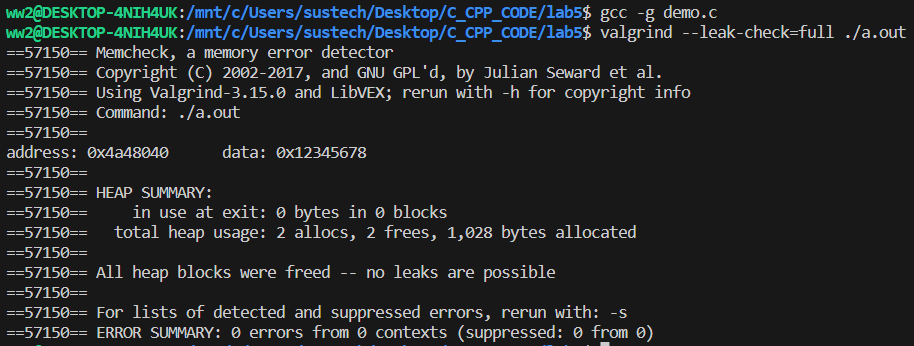 ww2@DESKTOP-4NIH4UK:/mnt/c/Users/sustech/Desktop/C_CPP_CODE/lab5$ gcc -g demo.c
ww2@DESKTOP-4NIH4UK:/mnt/c/Users/sustech/Desktop/C_CPP_CODE/lab5$ valgrind --leak-check=full ./a.out
==57150== Memcheck, a memory error detector
==57150== Copyright (C) 2002-2017, and GNU GPL'd, by Julian Seward et al.
==57150== Using Valgrind-3.15.0 and LibVEX; rerun with -h for copyright info
==57150== Command: ./a.out
==57150==
address: 0x4a48040      data: 0x12345678
==57150==
==57150== HEAP SUMMARY:
==57150==     in use at exit: 0 bytes in 0 blocks
==57150==   total heap usage: 2 allocs, 2 frees, 1,028 bytes allocated
==57150==
==57150== All heap blocks were freed -- no leaks are possible
==57150==
==57150== For lists of detected and suppressed errors, rerun with: -s
==57150== ERROR SUMMARY: 0 errors from 0 contexts (suppressed: 0 from 0)